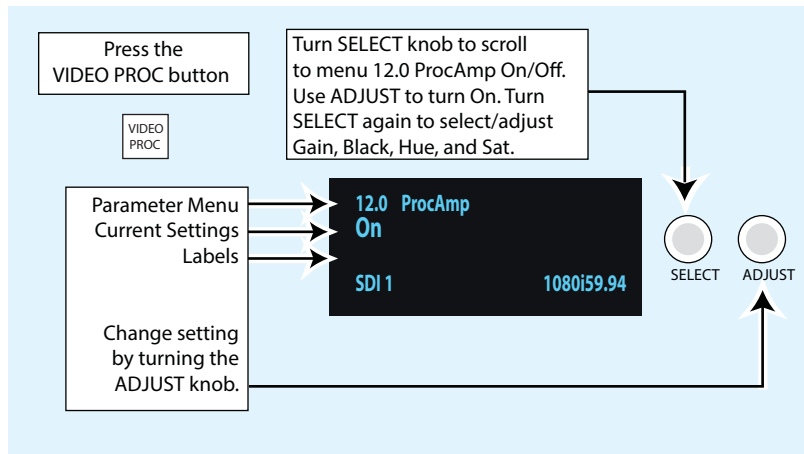 Press the
VIDEO PROC button
Turn SELECT knob to scroll
to menu 12.0 ProcAmp On/Off.
Use ADJUST to turn On. Turn
SELECT again to select/adjust
Gain, Black, Hue, and Sat.
VIDEO
PROC
Parameter Menu
Current Settings
Labels
Change setting
by turning the
ADJUST knob.
12.0 ProcAmp
On
SDI 1 1080i59.94
SELECT
ADJUST